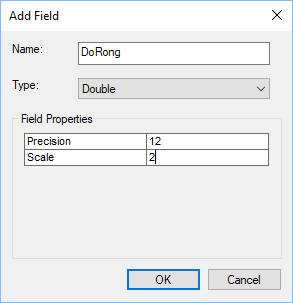 Add Field
Name: DoRong
Type: Double
Field Properties
Precision 12
Scale 2
OK Cancel